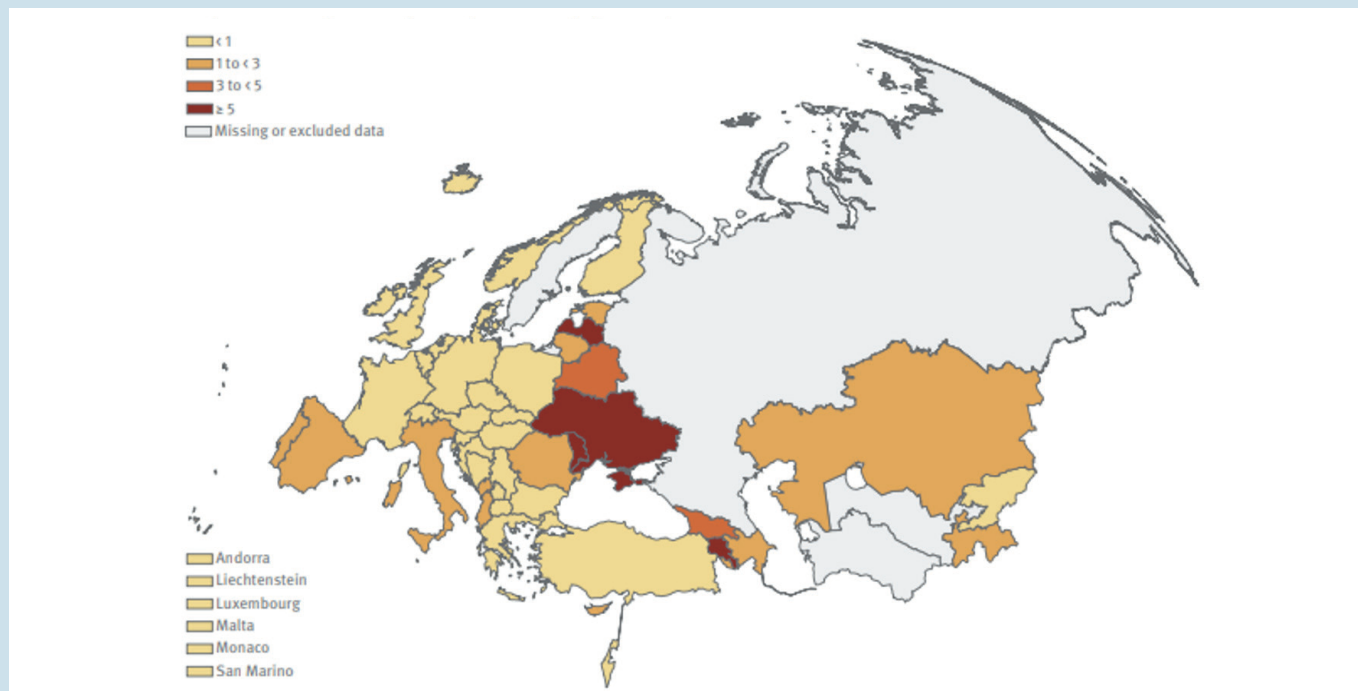 < 1
1 to < 3
3 to < 5
≥ 5
Missing or excluded data
Andorra
Liechtenstein
Luxembourg
Malta
Monaco
San Marino